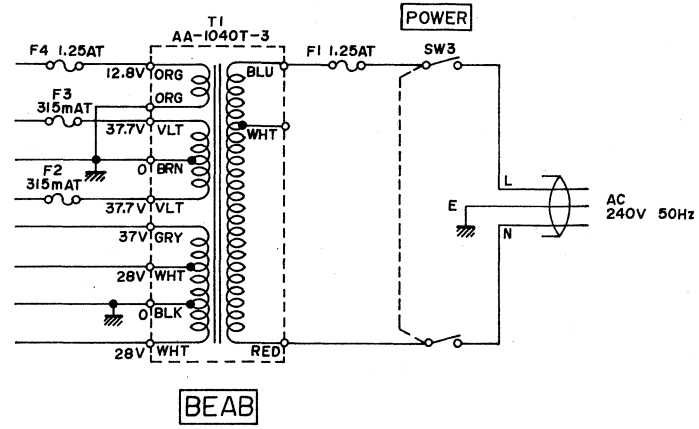 POWER
T1
AA-1040T-3
F4 1.25AT
F1 1.25AT
SW3
12.8V
ORG
BLU
ORG
F3
315mAT
37.7V
VLT
WHT
0
BRN
F2
315mAT
37.7V
VLT
L
E
AC
240V 50Hz
N
37V
GRY
28V
WHT
0
BLK
28V
WHT
RED
BEAB